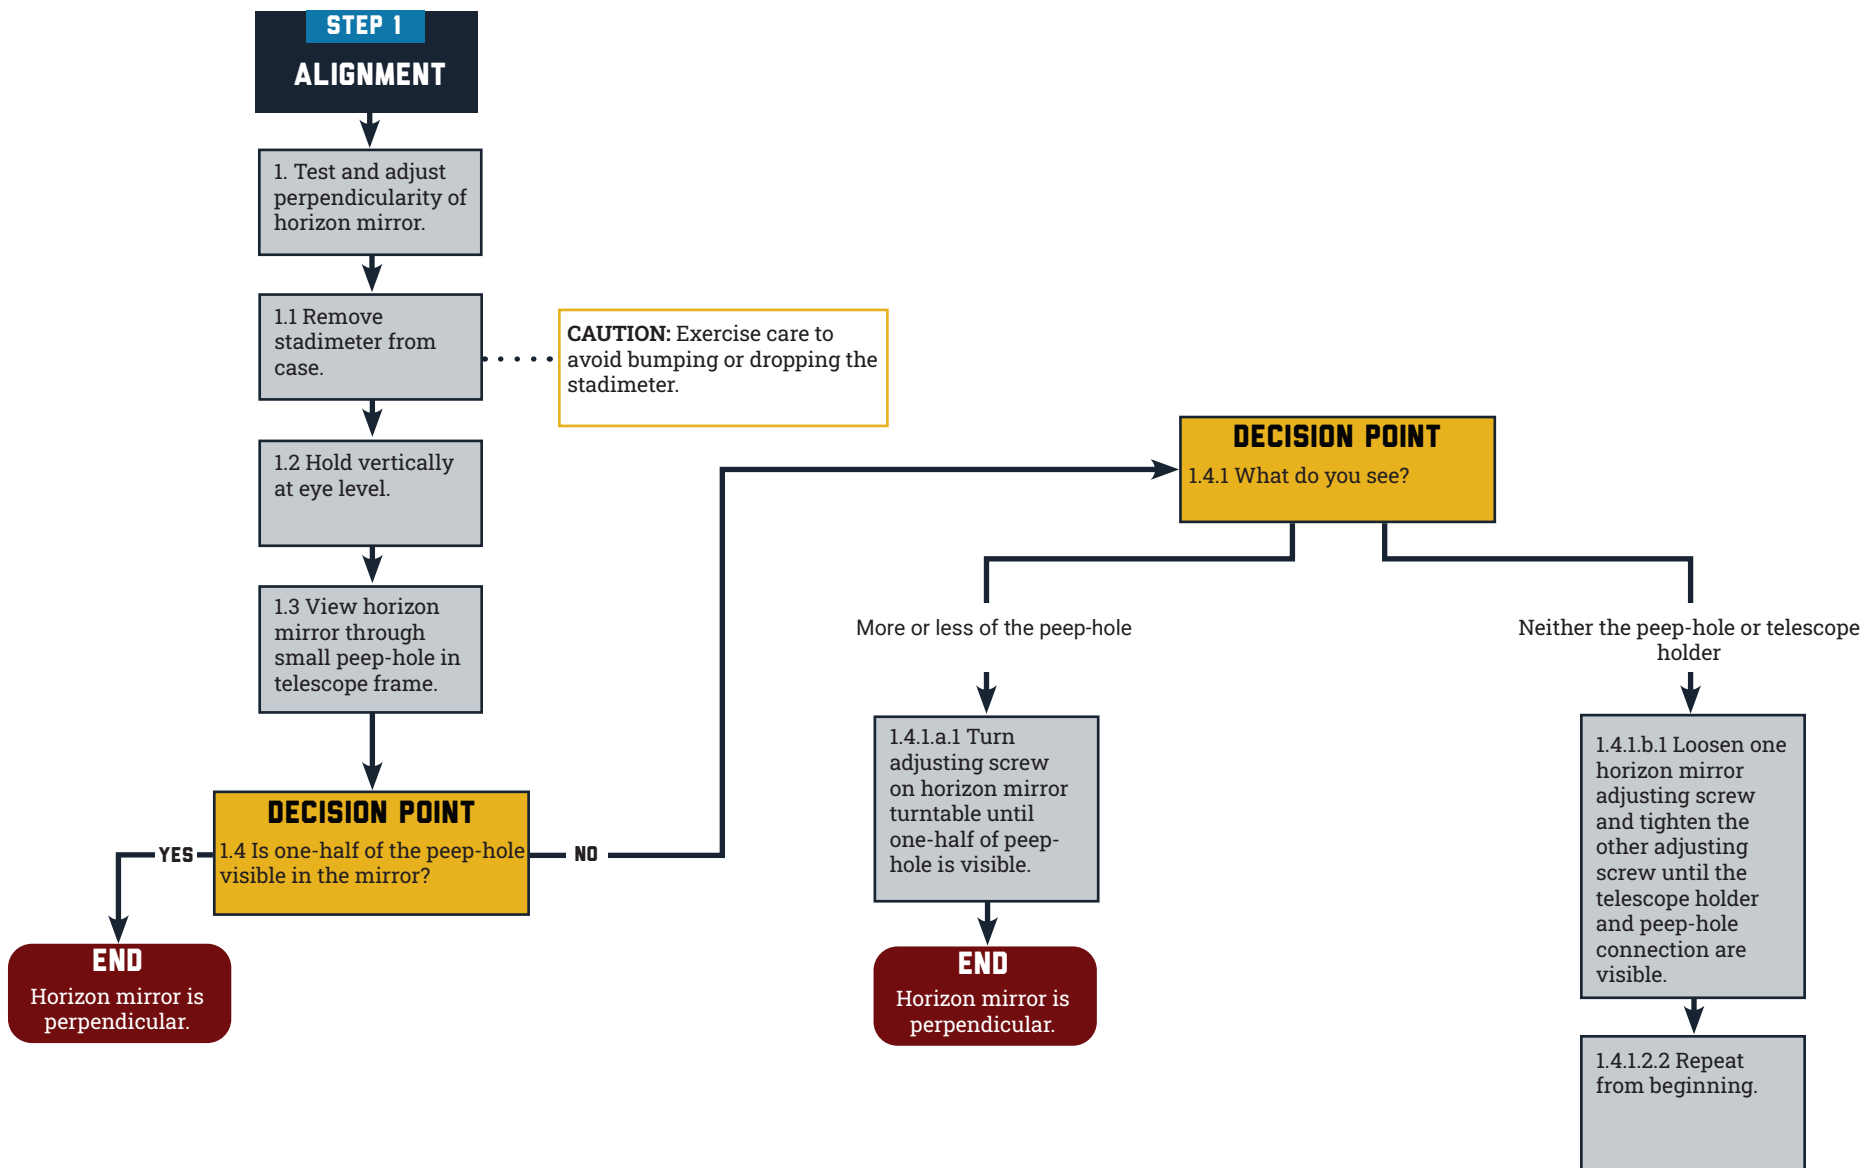 STEP 1
ALIGNMENT
1. Test and adjust
perpendicularity of
horizon mirror.
1.1 Remove
stadimeter from
case.
CAUTION: Exercise care to
avoid bumping or dropping the
stadimeter.
1.2 Hold vertically
at eye level.
1.3 View horizon
mirror through
small peep-hole in
telescope frame.
DECISION POINT
1.4 Is one-half of the peep-hole
visible in the mirror?
YES
NO
END
Horizon mirror is
perpendicular.
DECISION POINT
1.4.1 What do you see?
More or less of the peep-hole
1.4.1.a.1 Turn
adjusting screw
on horizon mirror
turntable until
one-half of peep-
hole is visible.
END
Horizon mirror is
perpendicular.
Neither the peep-hole or telescope
holder
1.4.1.b.1 Loosen one
horizon mirror
adjusting screw
and tighten the
other adjusting
screw until the
telescope holder
and peep-hole
connection are
visible.
1.4.1.2.2 Repeat
from beginning.